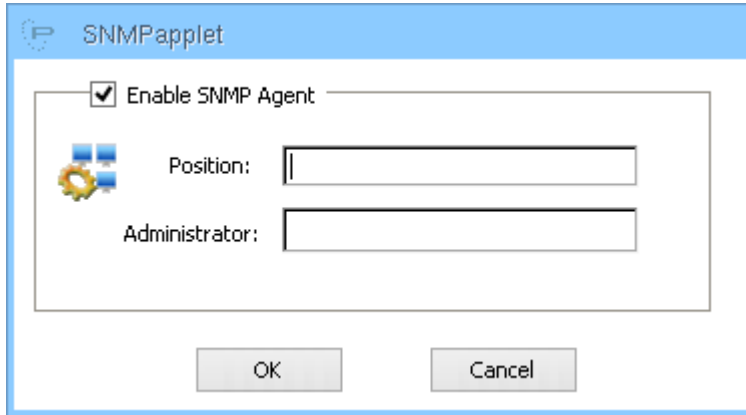 SNMPapplet
Enable SNMP Agent
Position:
Administrator:
OK
Cancel